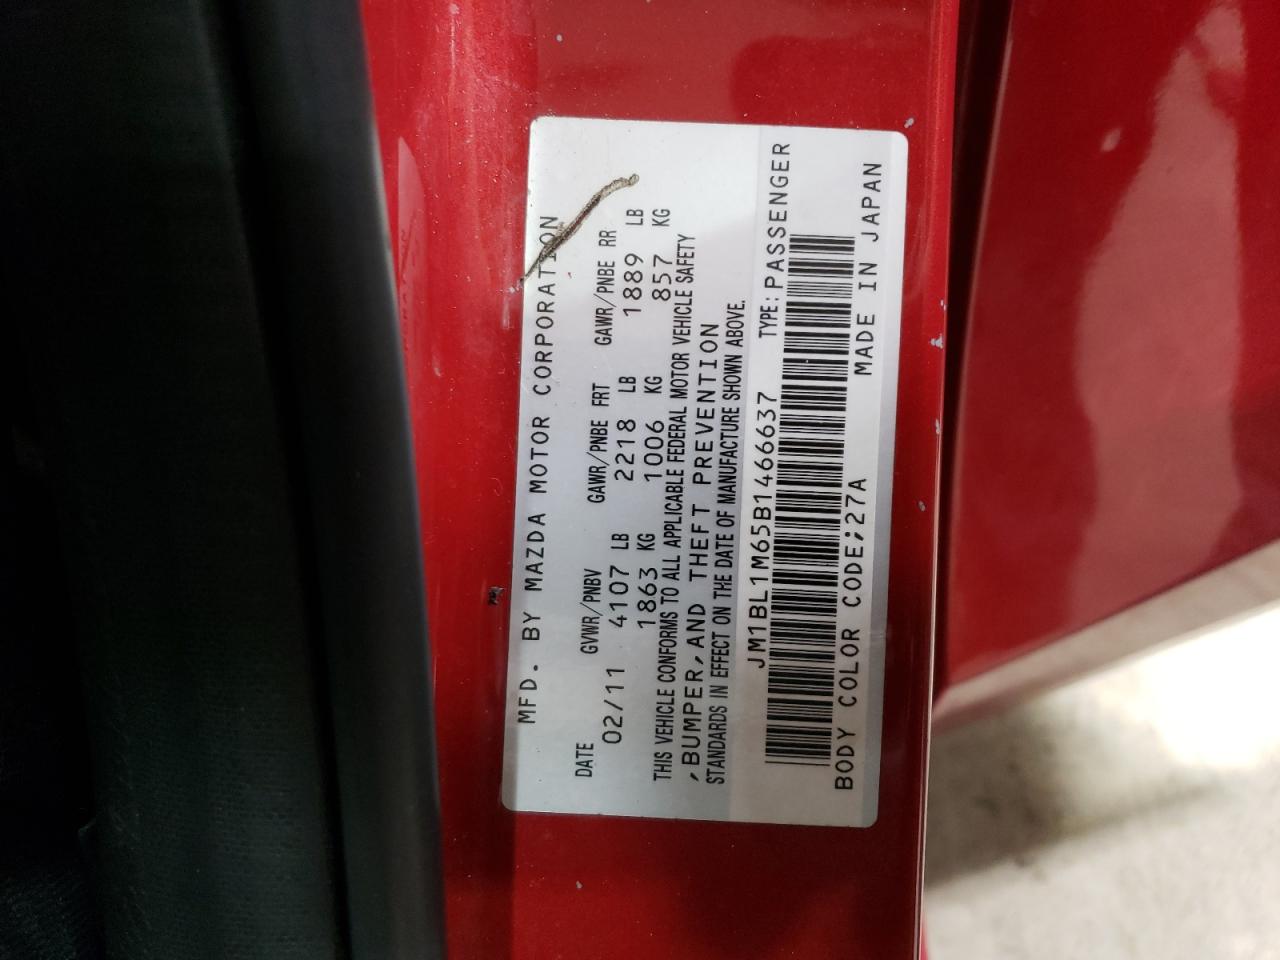 MFD. BY MAZDA MOTOR CORPORATION
DATE GVWR/PNBV GAWR/PNBE FRT GAWR/PNBE RR
02/11 4107 LB 2218 LB 1889 LB
1863 KG 1006 KG 857 KG
THIS VEHICLE CONFORMS TO ALL APPLICABLE FEDERAL MOTOR VEHICLE SAFETY
,BUMPER,AND THEFT PREVENTION
STANDARDS IN EFFECT ON THE DATE OF MANUFACTURE SHOWN ABOVE.
JM1BL1M65B1466637 TYPE:PASSENGER
BODY COLOR CODE;27A MADE IN JAPAN